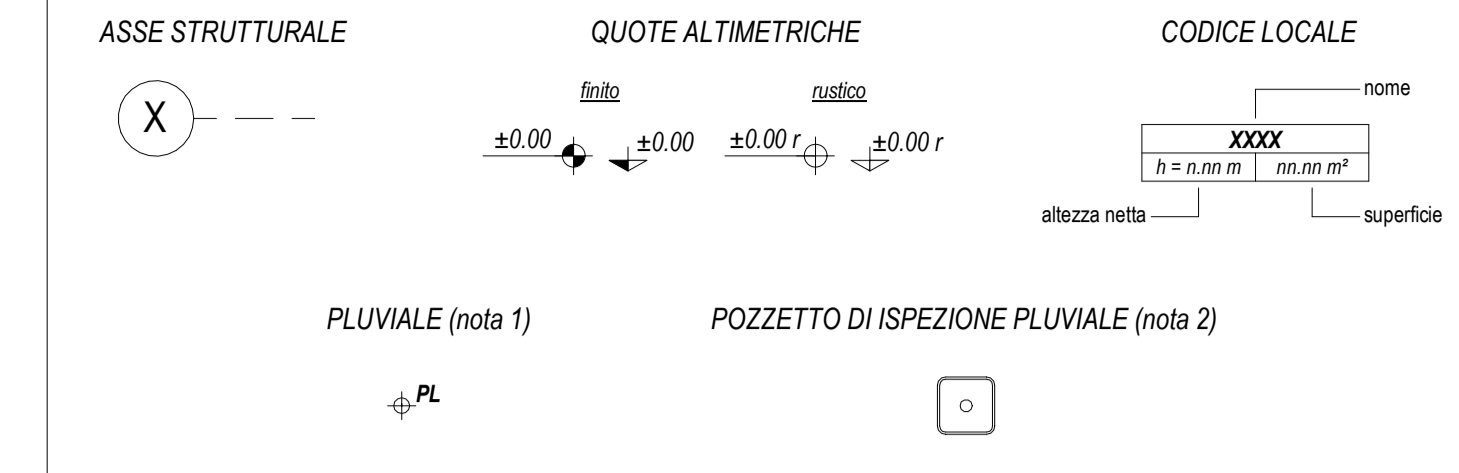 ASSE STRUTTURALE
QUOTE ALTIMETRICHE
CODICE LOCALE
X
finito
rustico
±0.00
±0.00
±0.00 r
±0.00 r
nome
XXXX
h = n.nn m
nn.nn m²
altezza netta
superficie
PLUVIALE (nota 1)
POZZETTO DI ISPEZIONE PLUVIALE (nota 2)
PL